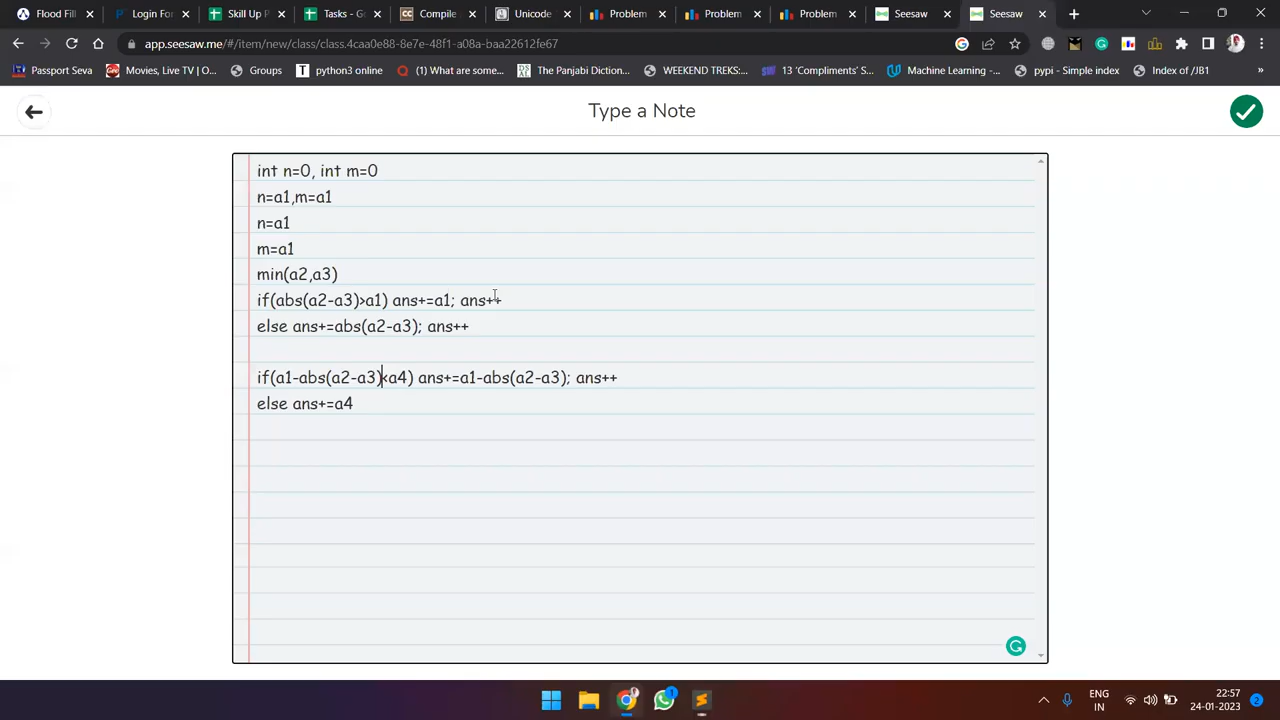 Flood Fill
Login For
Skill Up P
Tasks - Go
Compile
Unicod
Problem
Problem
Problem
Seesaw
Seesaw
app.seesaw.me/#/item/new/class/class.4caa0e88-8e7e-48f1-a08a-baa22612fe67
Passport Seva
Movies, Live TV | O...
Groups
python3 online
(1) What are some...
The Panjabi Diction...
WEEKEND TREKS:...
13 'Compliments' S...
Machine Learning -...
pypi - Simple index
Index of /JB1
»
Type a Note
int n=0, int m=0
n=a1,m=a1
n=a1
m=a1
min(a2,a3)
if(abs(a2-a3)>a1) ans+=a1; ans++
else ans+=abs(a2-a3); ans++
if(a1-abs(a2-a3)<a4) ans+=a1-abs(a2-a3); ans++
else ans+=a4
ENG
IN
22:57
24-01-2023
2